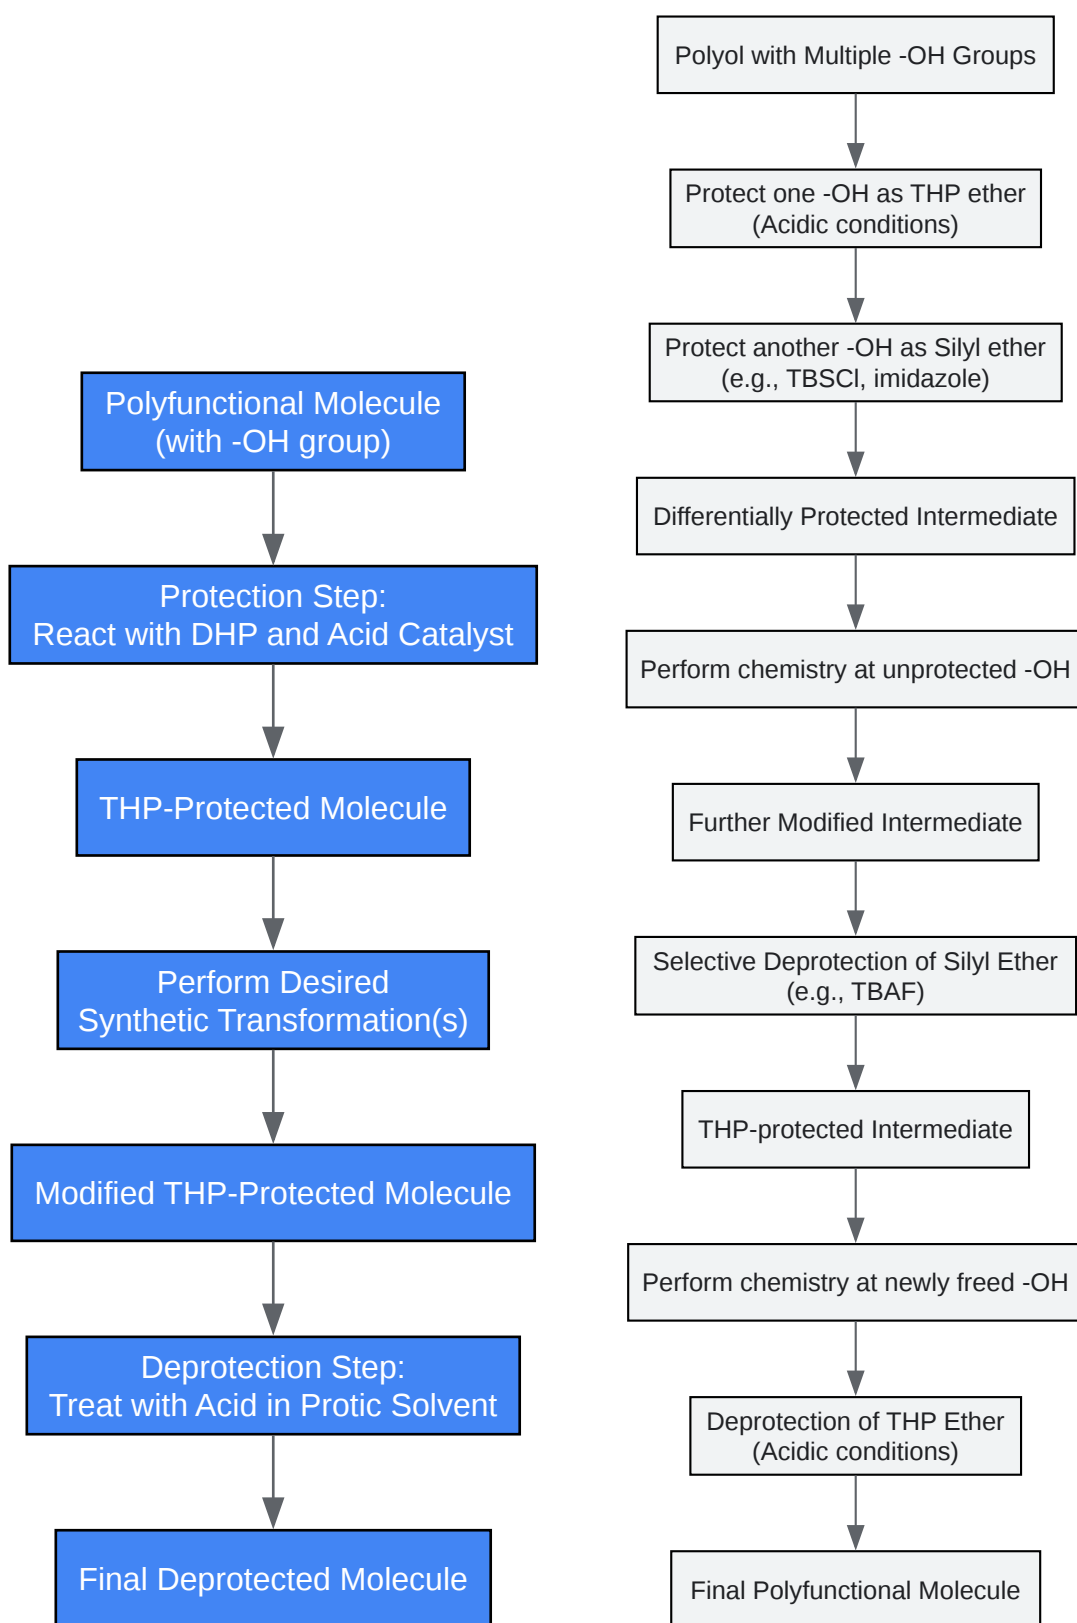 Polyfunctional Molecule
(with -OH group)
Protection Step:
React with DHP and Acid Catalyst
THP-Protected Molecule
Perform Desired
Synthetic Transformation(s)
Modified THP-Protected Molecule
Deprotection Step:
Treat with Acid in Protic Solvent
Final Deprotected Molecule
Polyol with Multiple -OH Groups
Protect one -OH as THP ether
(Acidic conditions)
Protect another -OH as Silyl ether
(e.g., TBSCl, imidazole)
Differentially Protected Intermediate
Perform chemistry at unprotected -OH
Further Modified Intermediate
Selective Deprotection of Silyl Ether
(e.g., TBAF)
THP-protected Intermediate
Perform chemistry at newly freed -OH
Deprotection of THP Ether
(Acidic conditions)
Final Polyfunctional Molecule